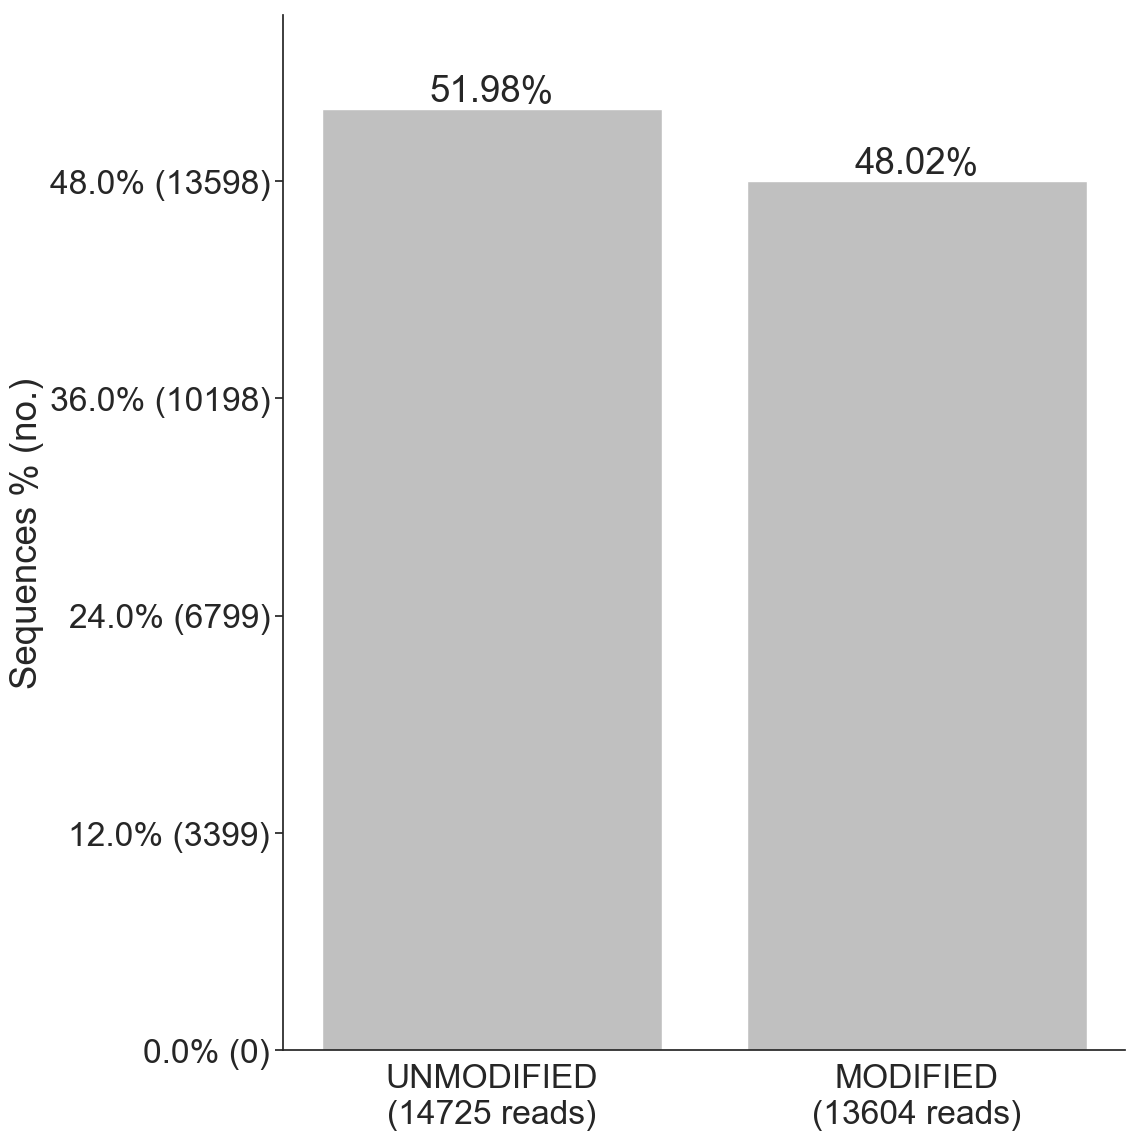 51.98%
48.02%
48.0% (13598)
36.0% (10198)
24.0% (6799)
12.0% (3399)
0.0% (0)
Sequences % (no.)
UNMODIFIED
(14725 reads)
MODIFIED
(13604 reads)